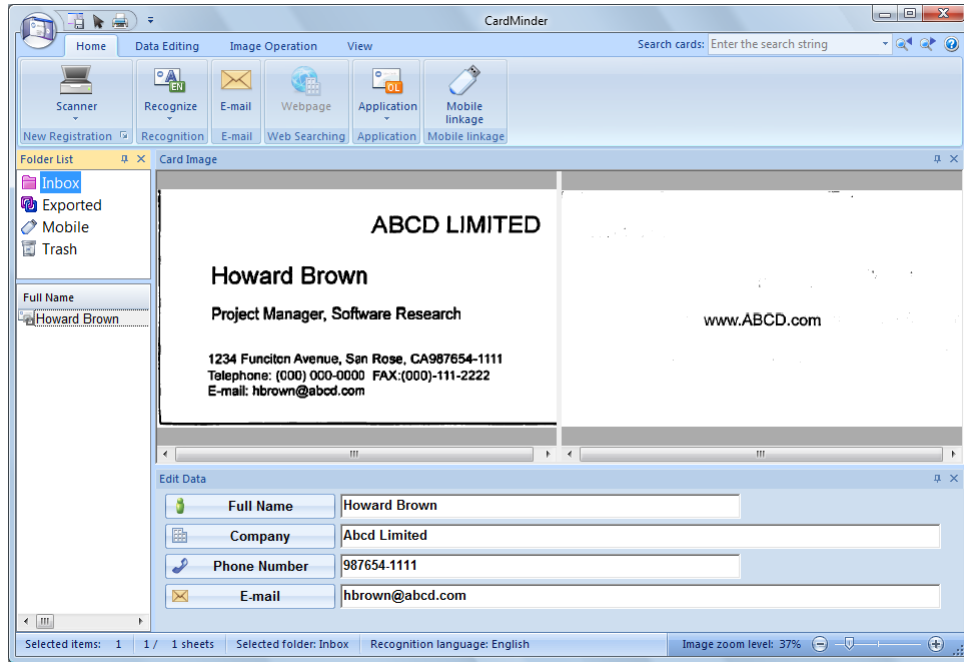 CardMinder
Home Data Editing Image Operation View
Search cards: Enter the search string
Scanner Recognize E-mail Webpage Application Mobile linkage
New Registration Recognition E-mail Web Searching Application Mobile linkage
Folder List
Inbox
Exported
Mobile
Trash
Full Name
Howard Brown
Card Image
ABCD LIMITED
Howard Brown
Project Manager, Software Research
1234 Funciton Avenue, San Rose, CA987654-1111
Telephone: (000) 000-0000 FAX:(000)-111-2222
E-mail: hbrown@abcd.com
www.ABCD.com
Edit Data
Full Name Howard Brown
Company Abcd Limited
Phone Number 987654-1111
E-mail hbrown@abcd.com
Selected items: 1 1 / 1 sheets Selected folder: Inbox Recognition language: English Image zoom level: 37%